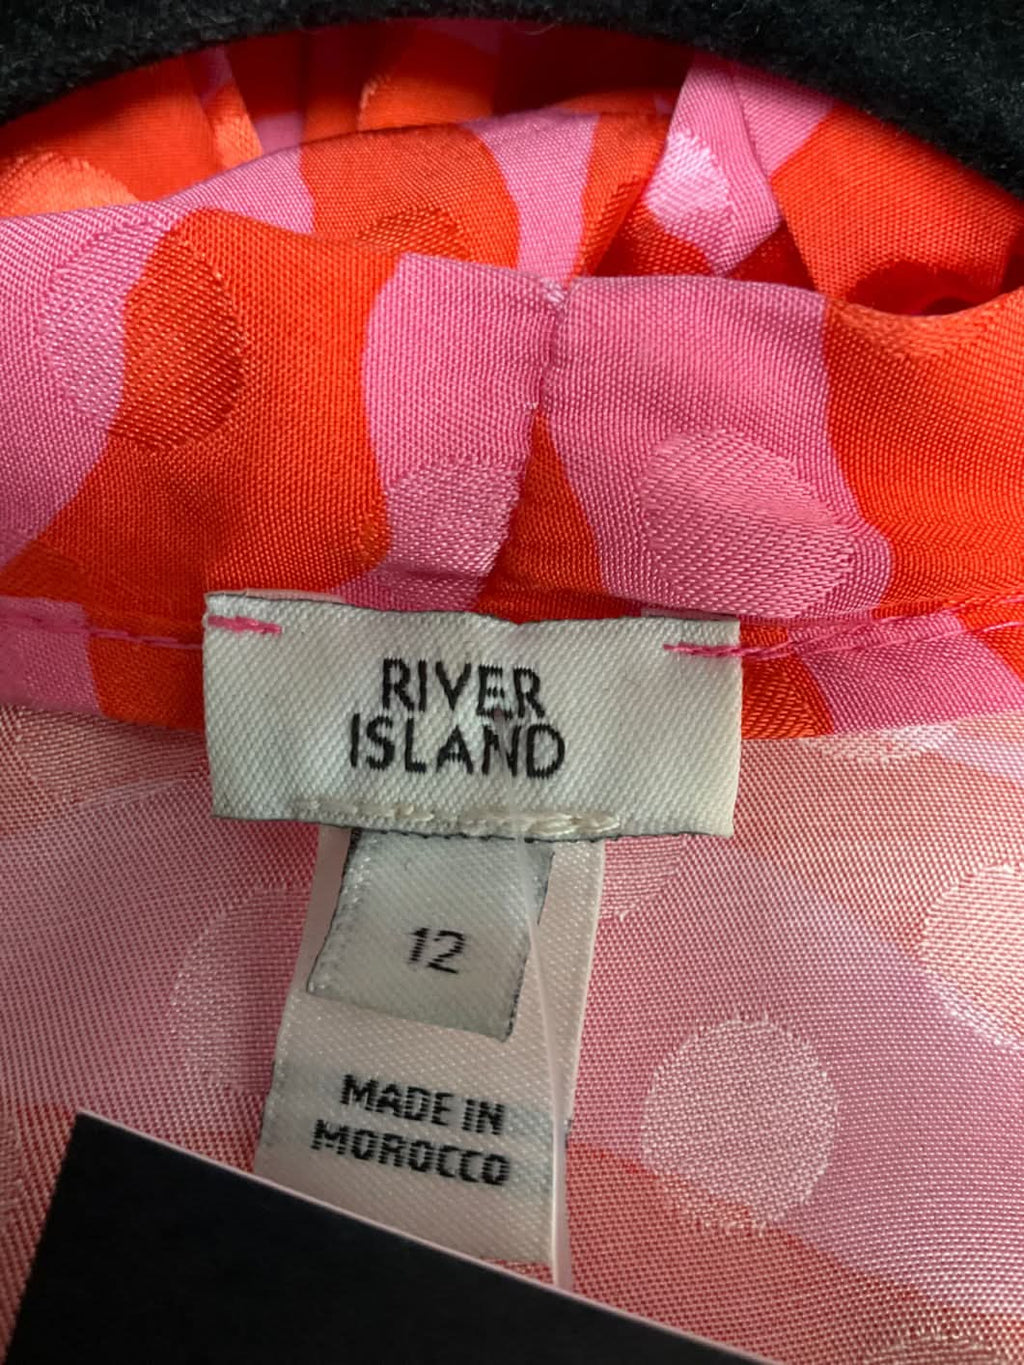 RIVER
ISLAND
12
MADE IN
MOROCCO